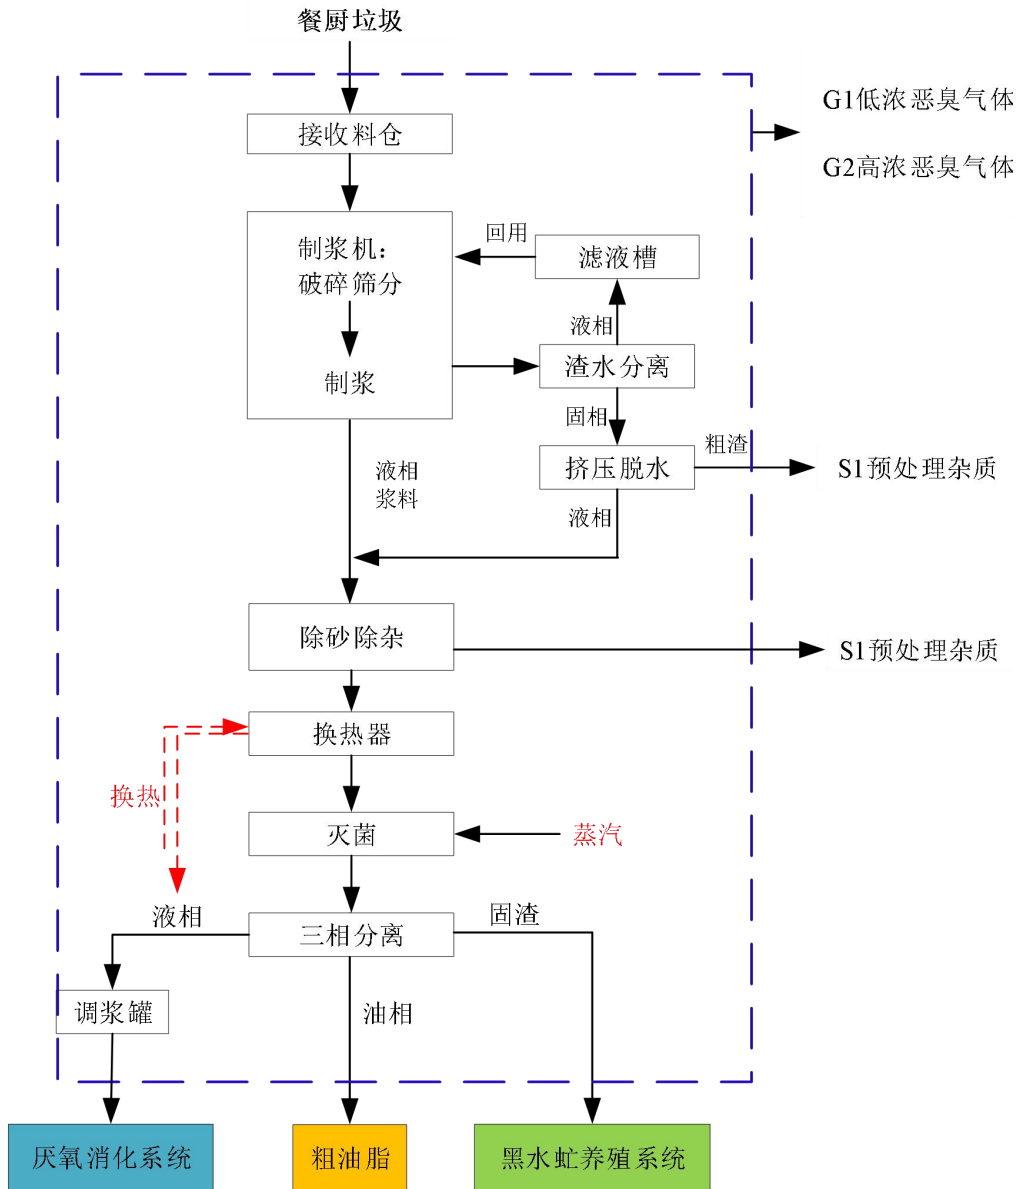 餐厨垃圾
G1低浓恶臭气体
接收料仓
G2高浓恶臭气体
回用
制浆机：
破碎筛分
滤液槽
液相
制浆
渣水分离
固相
粗渣
液相
浆料
挤压脱水
S1预处理杂质
液相
除砂除杂
S1预处理杂质
换热器
换热
灭菌
蒸汽
液相
固渣
三相分离
调浆罐
油相
厌氧消化系统
粗油脂
黑水虻养殖系统